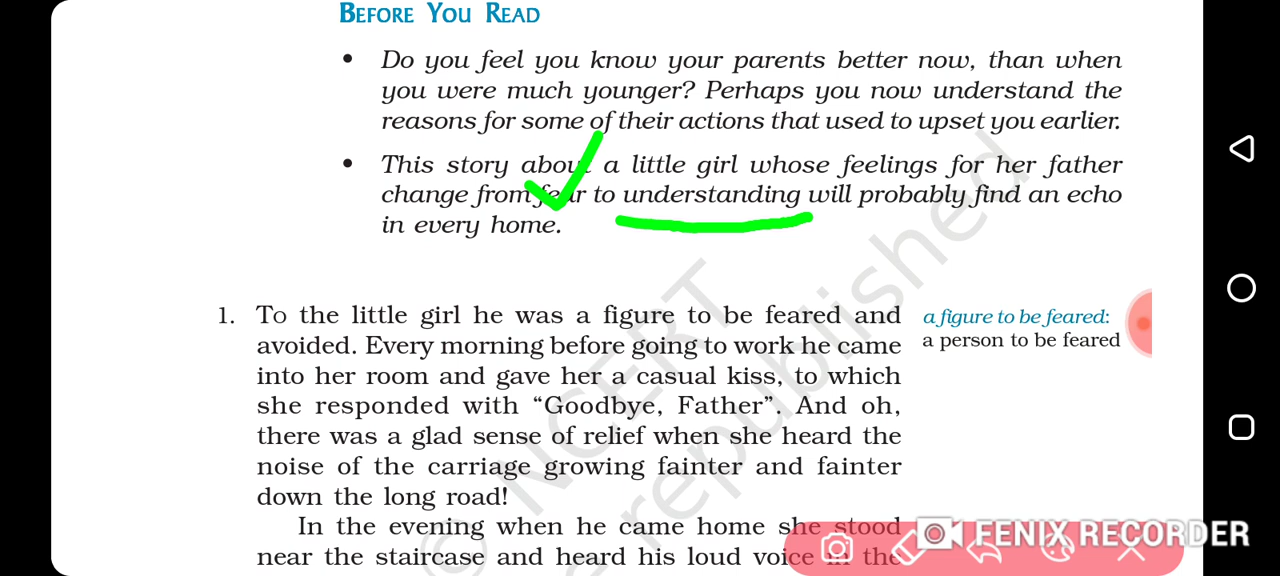 BEFORE YOU READ
• Do you feel you know your parents better now, than when
you were much younger? Perhaps you now understand the
reasons for some of their actions that used to upset you earlier.
• This story about a little girl whose feelings for her father
change from fear to understanding will probably find an echo
in every home.
1. To the little girl he was a figure to be feared and
avoided. Every morning before going to work he came
into her room and gave her a casual kiss, to which
she responded with “Goodbye, Father”. And oh,
there was a glad sense of relief when she heard the
noise of the carriage growing fainter and fainter
down the long road!
In the evening when he came home she stood
near the staircase and heard his loud voice in the
a figure to be feared:
a person to be feared
© NCERT
republished
FENIX RECORDER